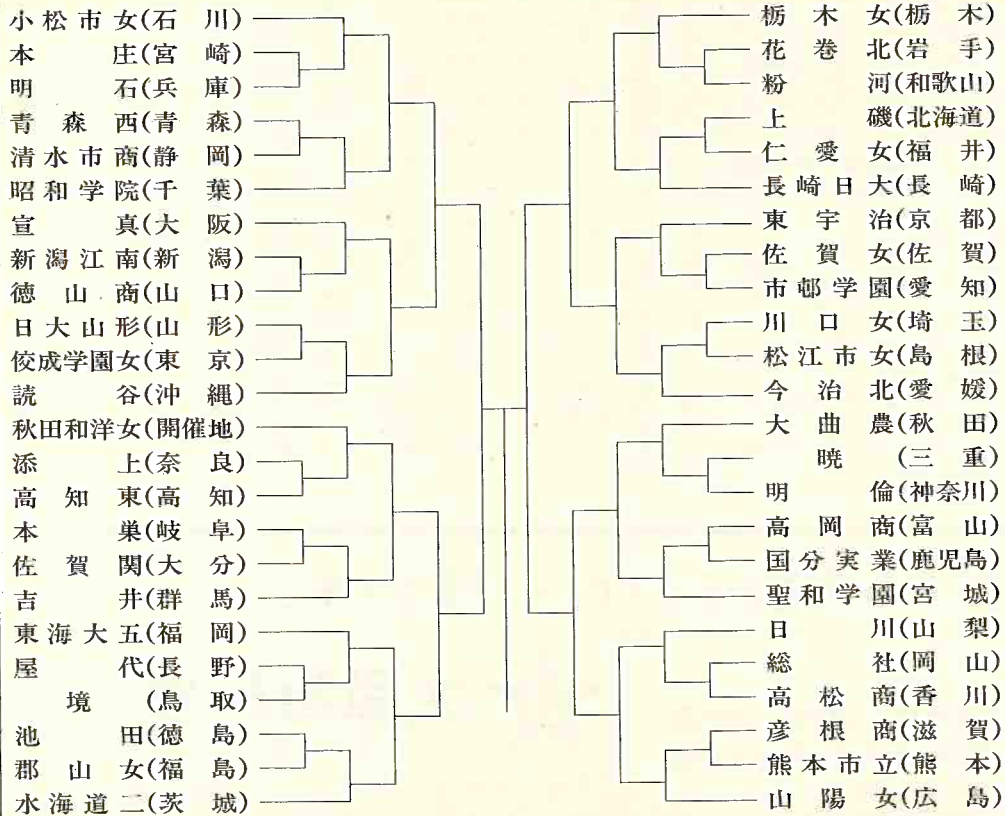 小松市女(石川)
本庄(宮崎)
明石(兵庫)
青森西(青森)
清水市商(静岡)
昭和学院(千葉)
宣真(大阪)
新潟江南(新潟)
徳山商(山口)
日大山形(山形)
佼成学園女(東京)
読谷(沖縄)
秋田和洋女(開催地)
添上(奈良)
高知東(高知)
本巣(岐阜)
佐賀関(大分)
吉井(群馬)
東海大五(福岡)
屋代(長野)
境(鳥取)
池田(徳島)
郡山女(福島)
水海道二(茨城)
栃木女(栃木)
花巻北(岩手)
粉河(和歌山)
上磯(北海道)
仁愛女(福井)
長崎日大(長崎)
東宇治(京都)
佐賀女(佐賀)
市邨学園(愛知)
川口女(埼玉)
松江市女(島根)
今治北(愛媛)
大曲農(秋田)
暁(三重)
明倫(神奈川)
高岡商(富山)
国分実業(鹿児島)
聖和学園(宮城)
日川(山梨)
総社(岡山)
高松商(香川)
彦根商(滋賀)
熊本市立(熊本)
山陽女(広島)